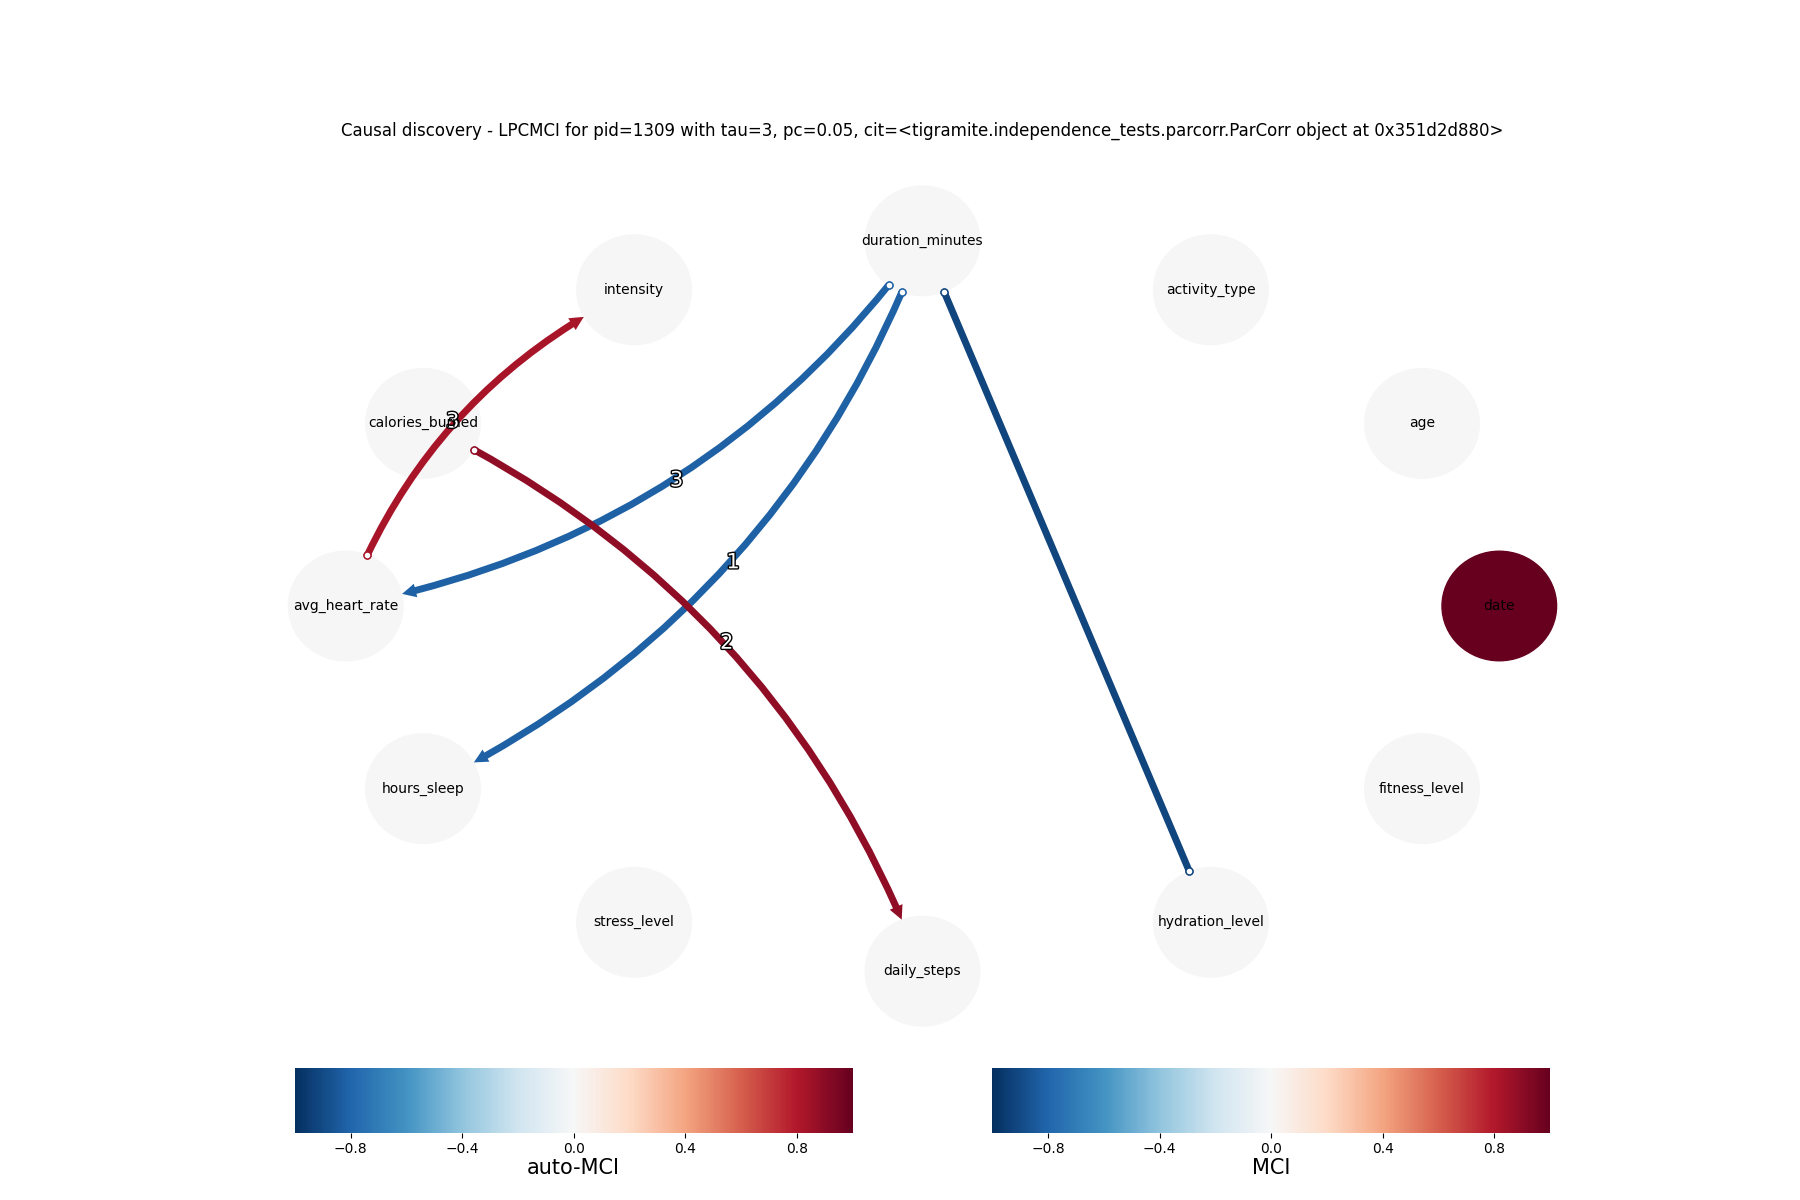 Causal discovery - LPCMCI for pid=1309 with tau=3, pc=0.05, cit=<tigramite.independence_tests.parcorr.ParCorr object at 0x351d2d880>
duration_minutes
intensity
activity_type
3
calories_burned
age
3
1
avg_heart_rate
date
2
hours_sleep
fitness_level
stress_level
hydration_level
daily_steps
−0.8 −0.4 0.0 0.4 0.8
auto-MCI
−0.8 −0.4 0.0 0.4 0.8
MCI